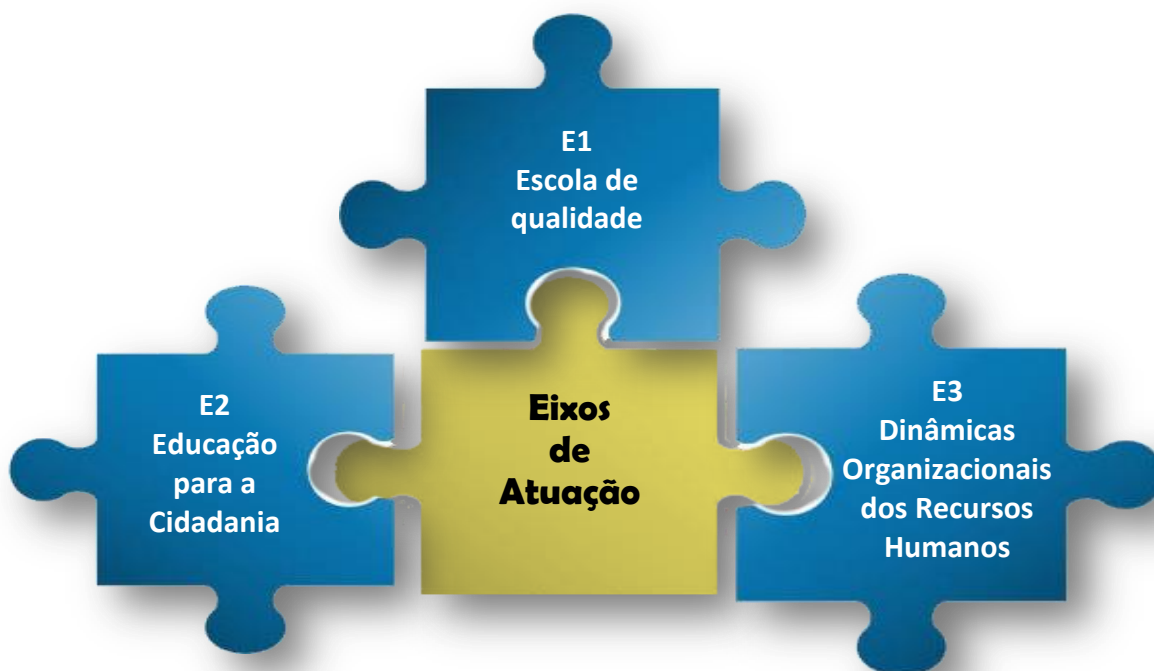 E1
Escola de
qualidade
E2
Educação
para a
Cidadania
Eixos
de
Atuação
E3
Dinâmicas
Organizacionais
dos Recursos
Humanos